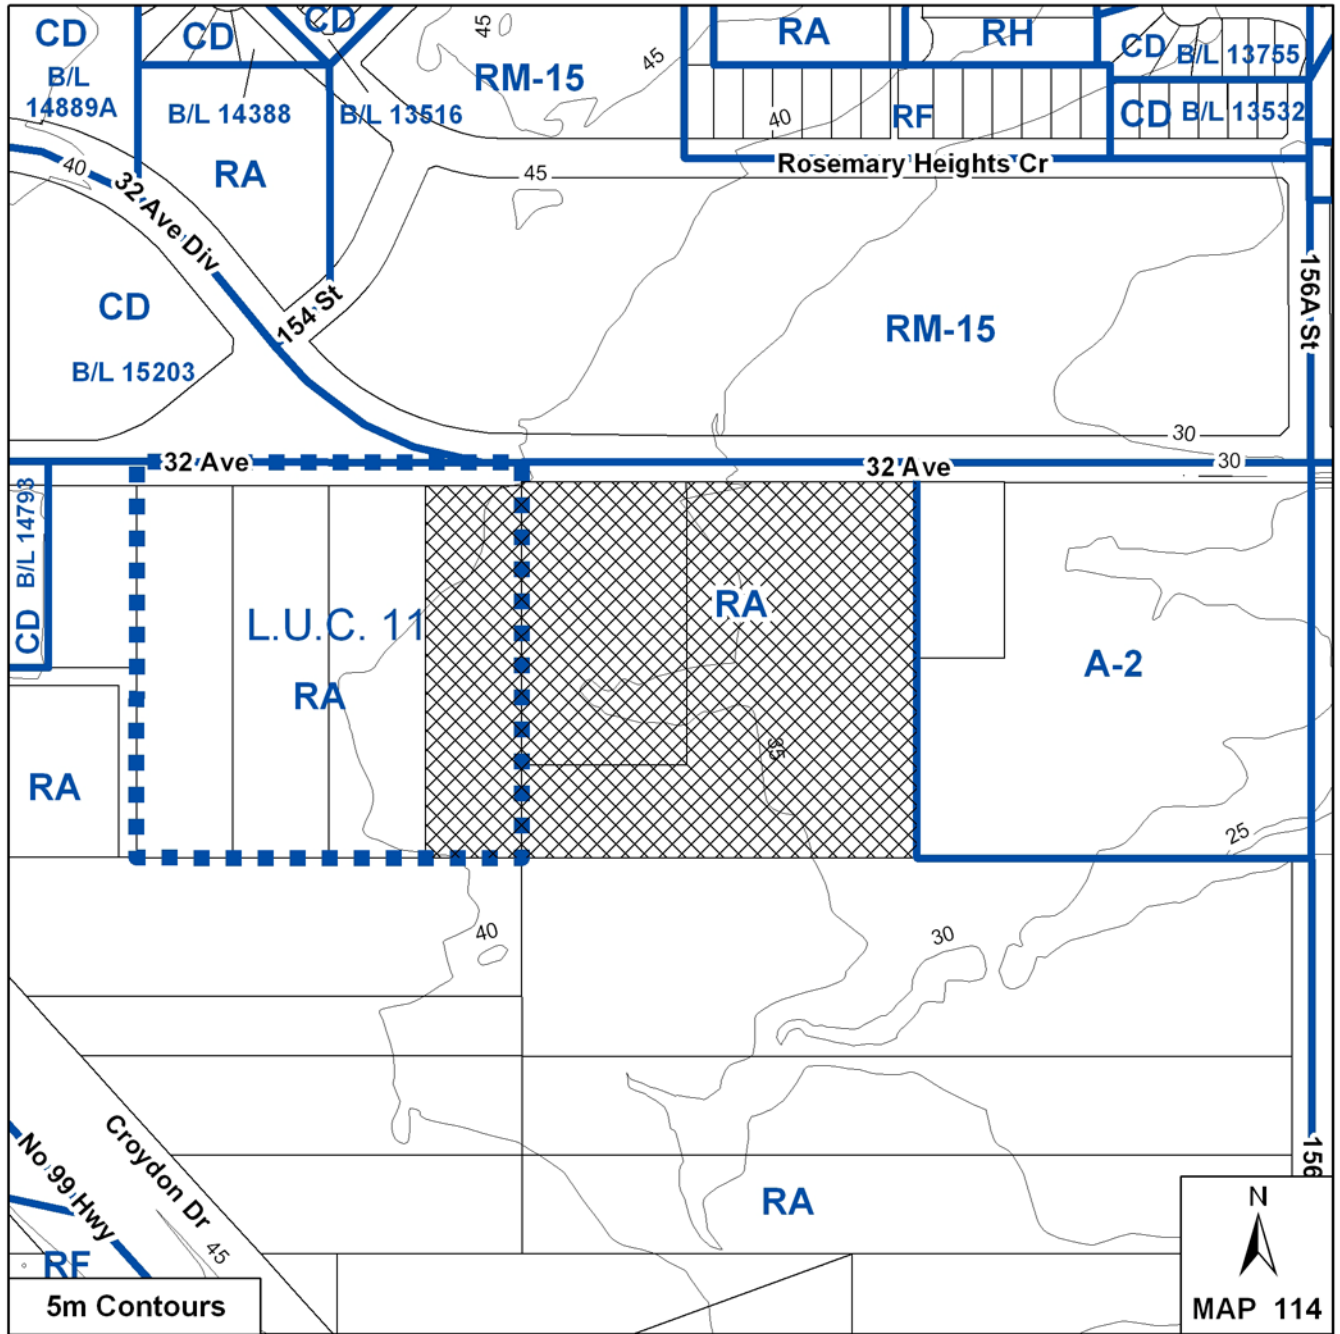 CD
B/L
14889A
CD
B/L 14388
CD
B/L 13516
45
RM-15
45
RA
RH
CD B/L 13755
40
RF
CD B/L 13532
Rosemary Heights Cr
40
32 Ave Div
RA
45
154 St
CD
B/L 15203
RM-15
156A St
30
32 Ave
32 Ave
30
CD B/L 14793
L.U.C. 11
RA
RA
A-2
RA
35
25
40
30
Croydon Dr
No 99 Hwy
45
RF
RA
156
5m Contours
N
MAP 114